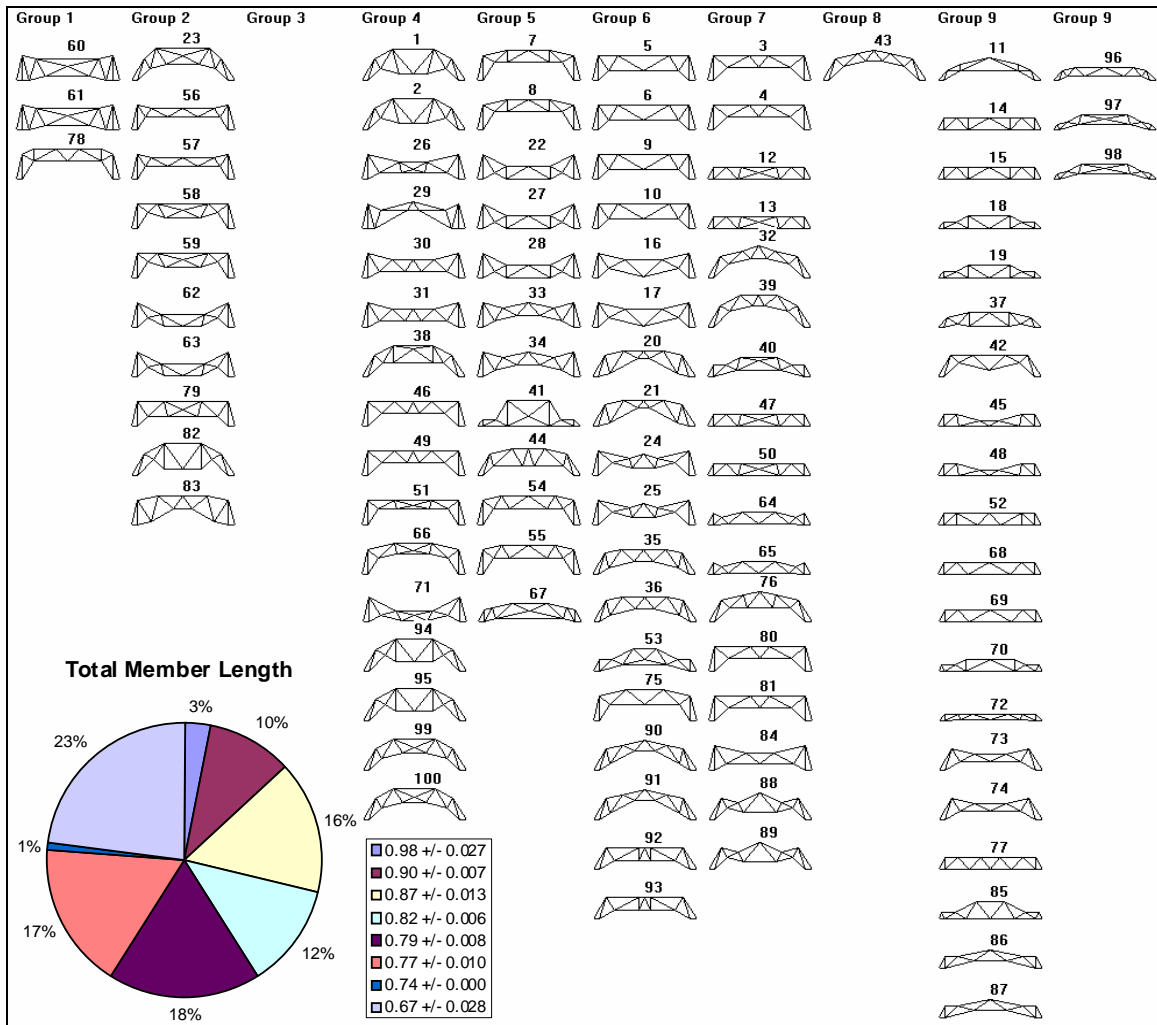 Group 1 Group 2 Group 3 Group 4 Group 5 Group 6 Group 7 Group 8 Group 9 Group 9
60 23 1 7 5 3 43 11 96
61 56 2 8 6 4 14 97
78 57 26 22 9 12 15 98
58 29 27 10 13 18
59 30 28 16 32 19
62 31 33 17 39 37
63 38 34 20 40 42
79 46 41 21 47 45
82 49 44 24 50 48
83 51 54 25 64 52
66 55 35 65 68
71 67 36 76 69
94 53 80 70
95 75 81 72
99 90 84 73
100 91 88 74
92 89 77
93 85
86
87
Total Member Length
3%
10%
16%
12%
18%
17%
1%
23%
0.98 +/- 0.027
0.90 +/- 0.007
0.87 +/- 0.013
0.82 +/- 0.006
0.79 +/- 0.008
0.77 +/- 0.010
0.74 +/- 0.000
0.67 +/- 0.028